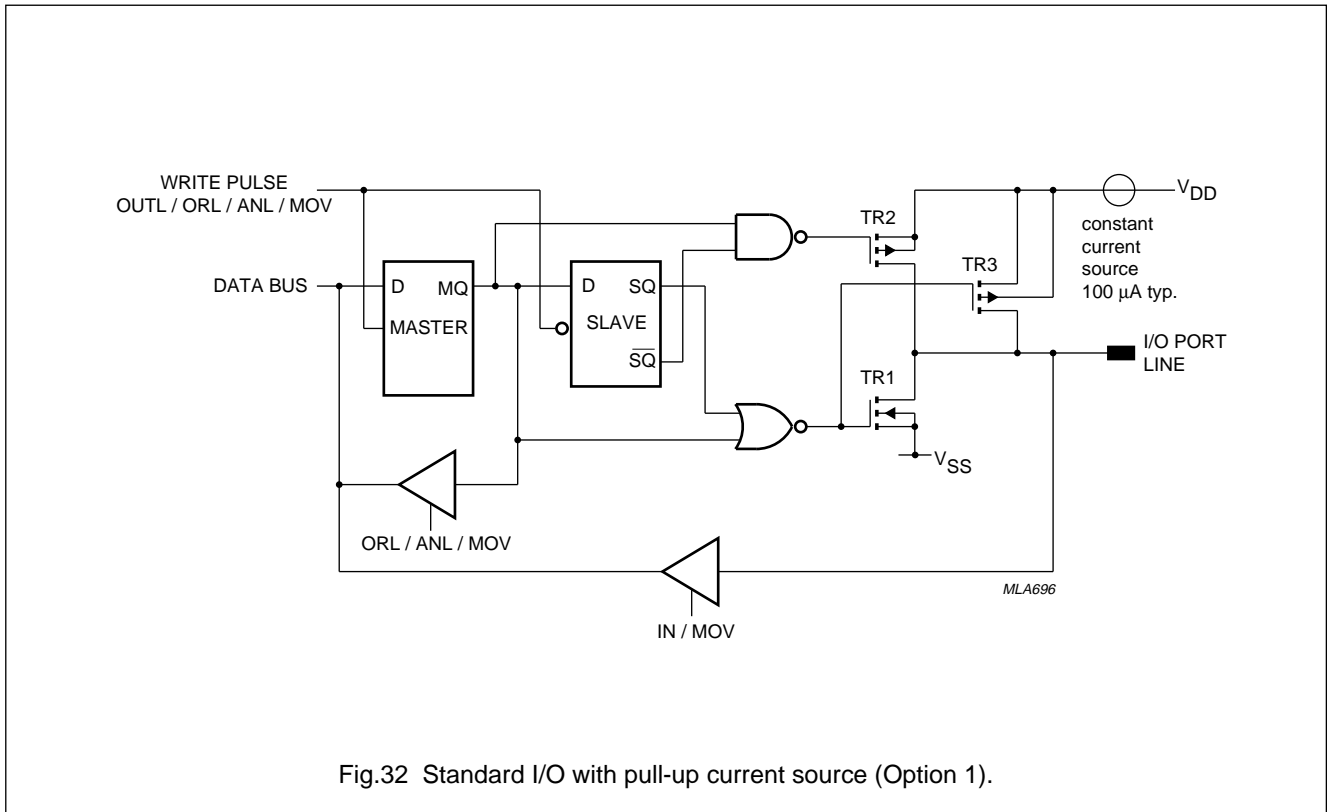 WRITE PULSE
OUTL / ORL / ANL / MOV
DATA BUS
D
MQ
MASTER
D
SQ
SLAVE
SQ
TR2
TR3
TR1
VDD
constant
current
source
100 µA typ.
I/O PORT
LINE
VSS
ORL / ANL / MOV
IN / MOV
MLA696
Fig.32 Standard I/O with pull-up current source (Option 1).